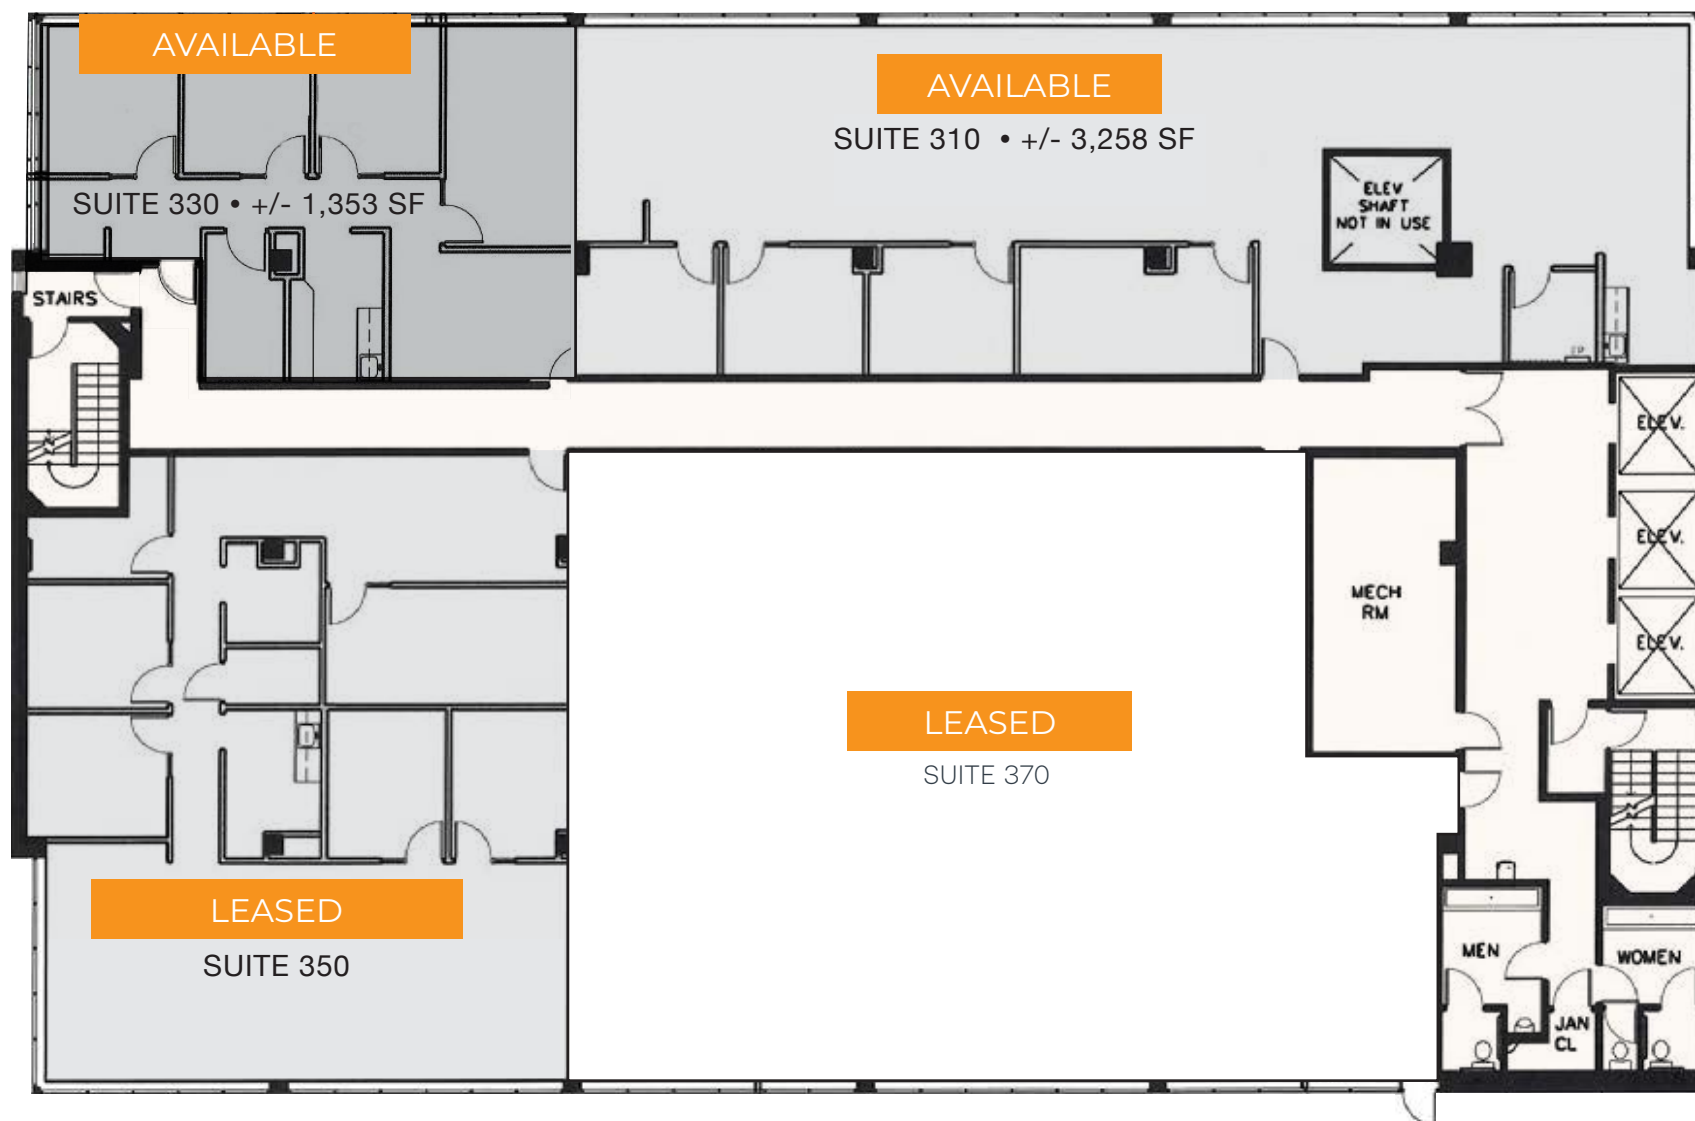 AVAILABLE
AVAILABLE
SUITE 310 • +/- 3,258 SF
SUITE 330 • +/- 1,353 SF
ELEV
SHAFT
NOT IN USE
STAIRS
ELEV.
ELEV.
MECH
RM
ELEV.
LEASED
SUITE 370
LEASED
SUITE 350
MEN
WOMEN
JAN
CL